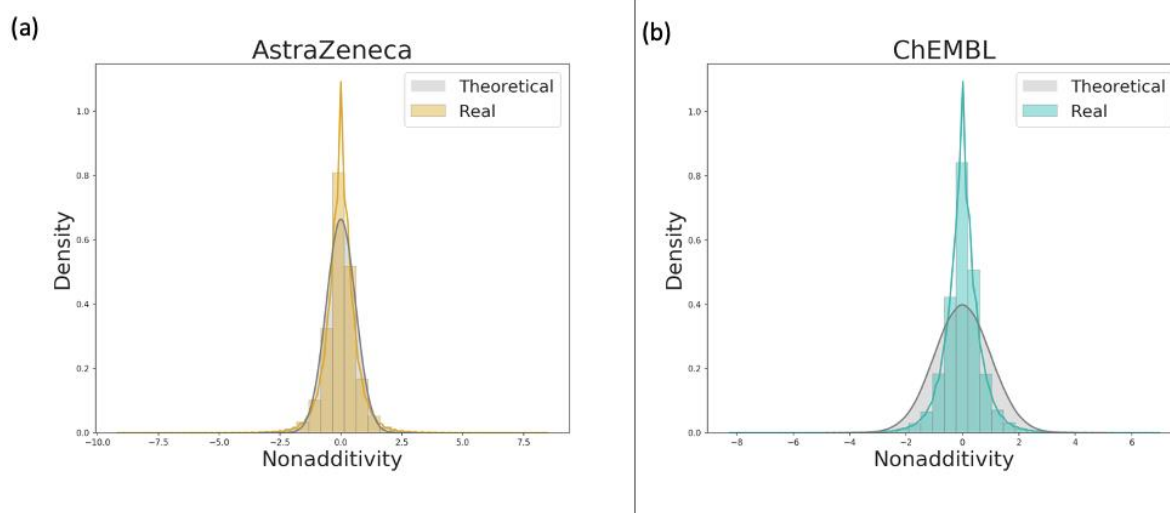 (a)
AstraZeneca
Theoretical
Real
1.0
0.8
0.6
0.4
0.2
0.0
Density
−10.0 −7.5 −5.0 −2.5 0.0 2.5 5.0 7.5
Nonadditivity
(b)
ChEMBL
Theoretical
Real
1.0
0.8
0.6
0.4
0.2
0.0
Density
−8 −6 −4 −2 0 2 4 6
Nonadditivity